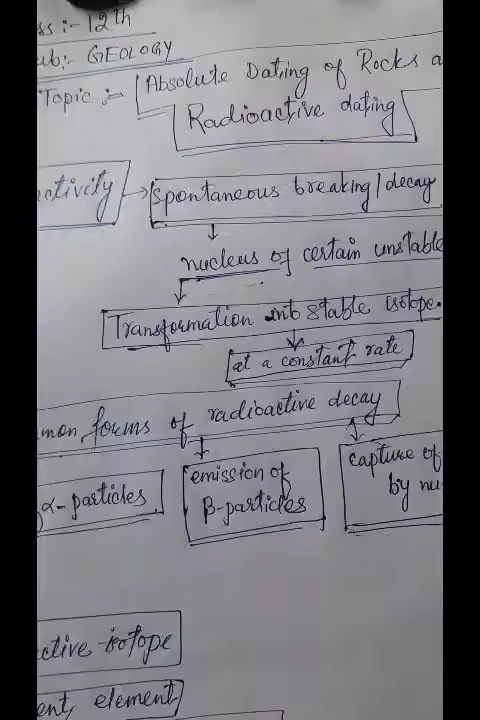 ss :- 12th
ub:- GEOLOGY
Topic :- Absolute Dating of Rocks a
Radioactive dating
activity → spontaneous breaking/decay
nucleus of certain unstable
Transformation into stable isotope.
at a constant rate
mon forms of radioactive decay
α-particles
emission of
β-particles
capture of
by nu
ctive isotope
ent, element